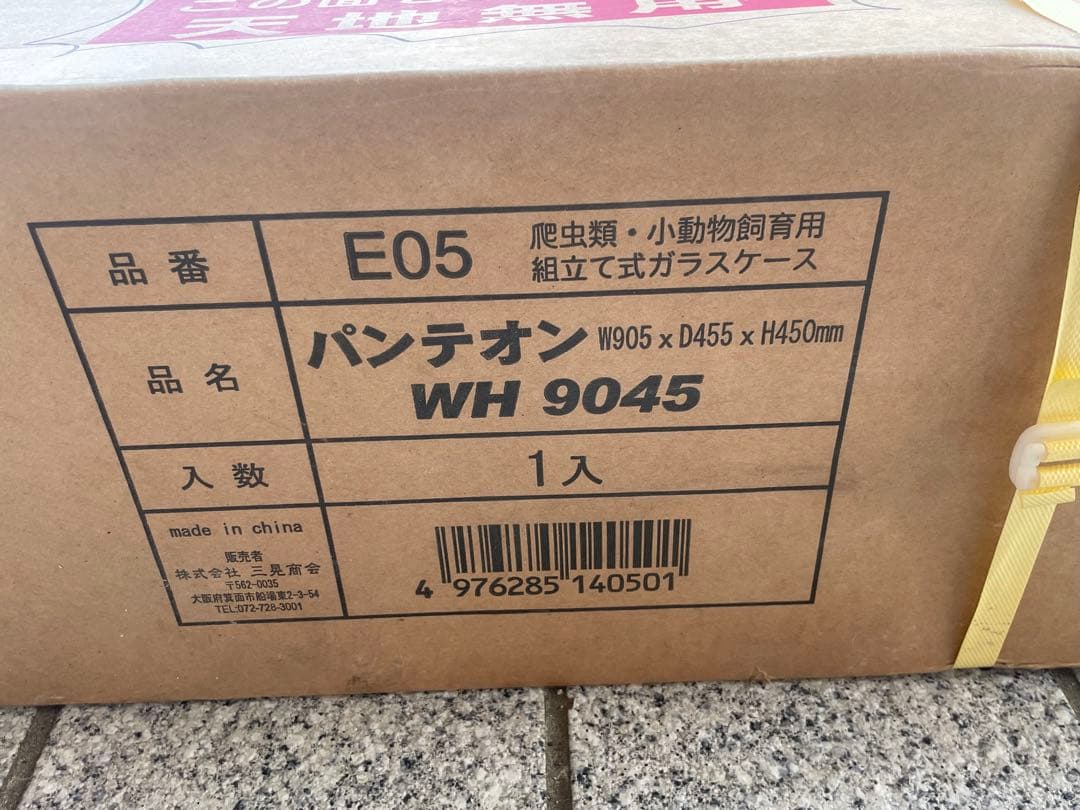 天地無用
品番
E05
爬虫類・小動物飼育用
組立て式ガラスケース
品名
パンテオン W905 x D455 x H450mm
WH 9045
入数
1入
made in china
販売者
株式会社 三晃商会
〒562-0035
大阪府箕面市船場東2-3-54
TEL:072-728-3001
4 976285 140501